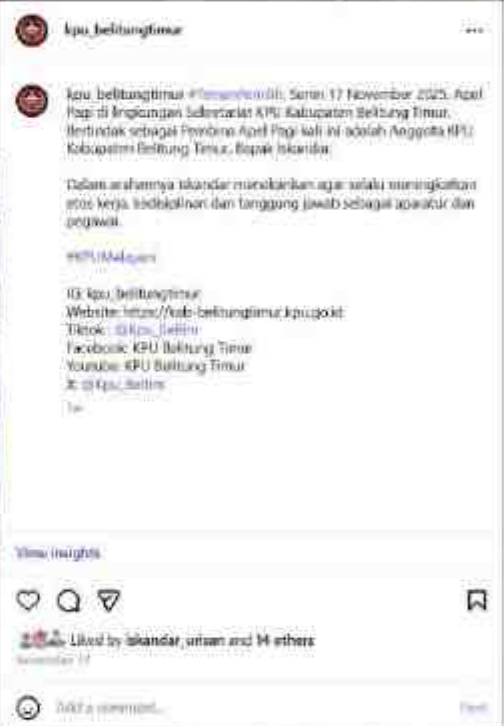 kpu_belitungtimur
kpu_belitungtimur #TemanPemilih, Senin 17 November 2025, Apel
Pagi di lingkungan Sekretariat KPU Kabupaten Belitung Timur.
Bertindak sebagai Pembina Apel Pagi kali ini adalah Anggota KPU
Kabupaten Belitung Timur, Bapak Iskandar.
Dalam arahannya Iskandar menekankan agar selalu meningkatkan
etos kerja, kedisiplinan dan tanggung jawab sebagai aparatur dan
pegawai.
#KPUMelayani
IG: kpu_belitungtimur
Website: https://kab-belitungtimur.kpu.go.id
Tiktok : @Kpu_Beltim
Facebook: KPU Belitung Timur
Youtube: KPU Belitung Timur
X: @Kpu_Beltim
View insights
Liked by iskandar_urisan and 14 others
November 17
Add a comment...
Post